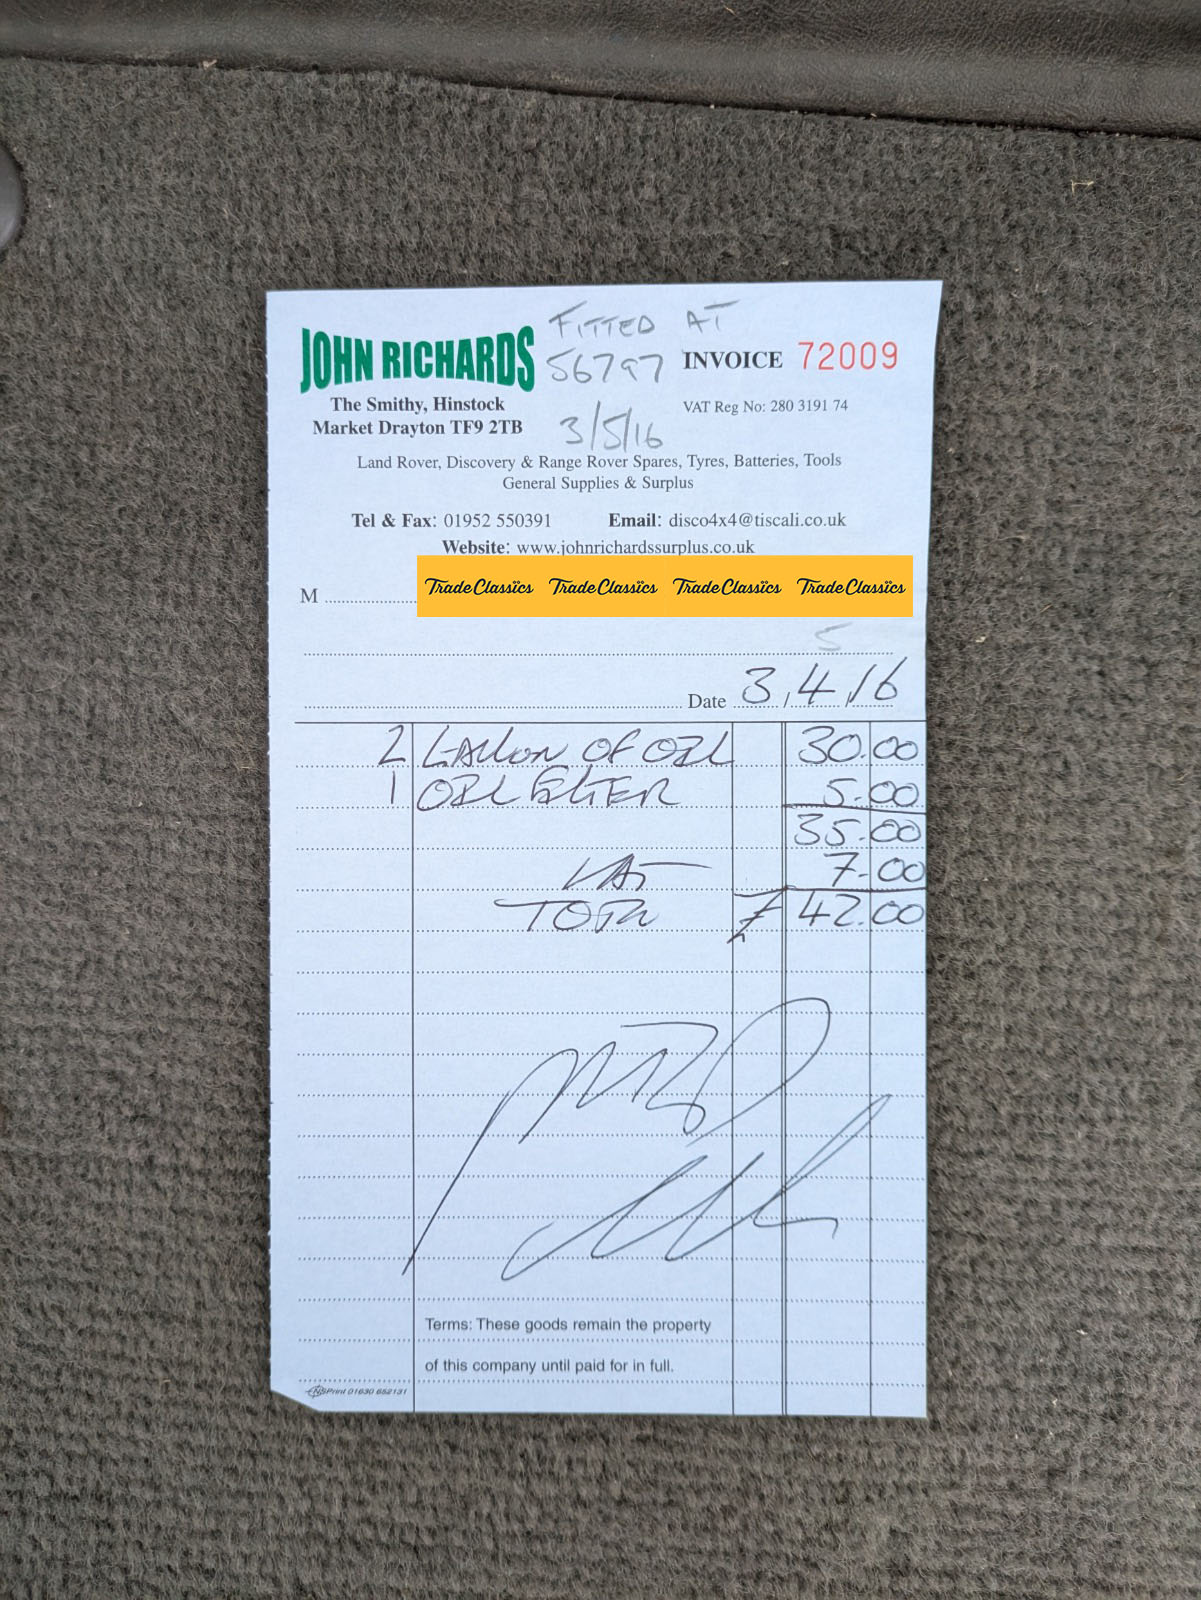 JOHN RICHARDS
FITTED AT
56797
3/5/16
INVOICE 72009
The Smithy, Hinstock
Market Drayton TF9 2TB
VAT Reg No: 280 3191 74
Land Rover, Discovery & Range Rover Spares, Tyres, Batteries, Tools
General Supplies & Surplus
Tel & Fax: 01952 550391 Email: disco4x4@tiscali.co.uk
Website: www.johnrichardssurplus.co.uk
M Trade Classics Trade Classics Trade Classics Trade Classics
5
Date 3/4/16
2 GALLON OF OIL 30.00
1 OIL FILTER 5.00
35.00
VAT 7.00
TOTAL £ 42.00
Terms: These goods remain the property
of this company until paid for in full.
NSPrint 01630 652131